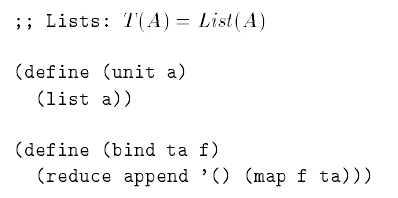 ;; Lists: T(A) = List(A)
(define (unit a)
(list a))
(define (bind ta f)
(reduce append '() (map f ta)))